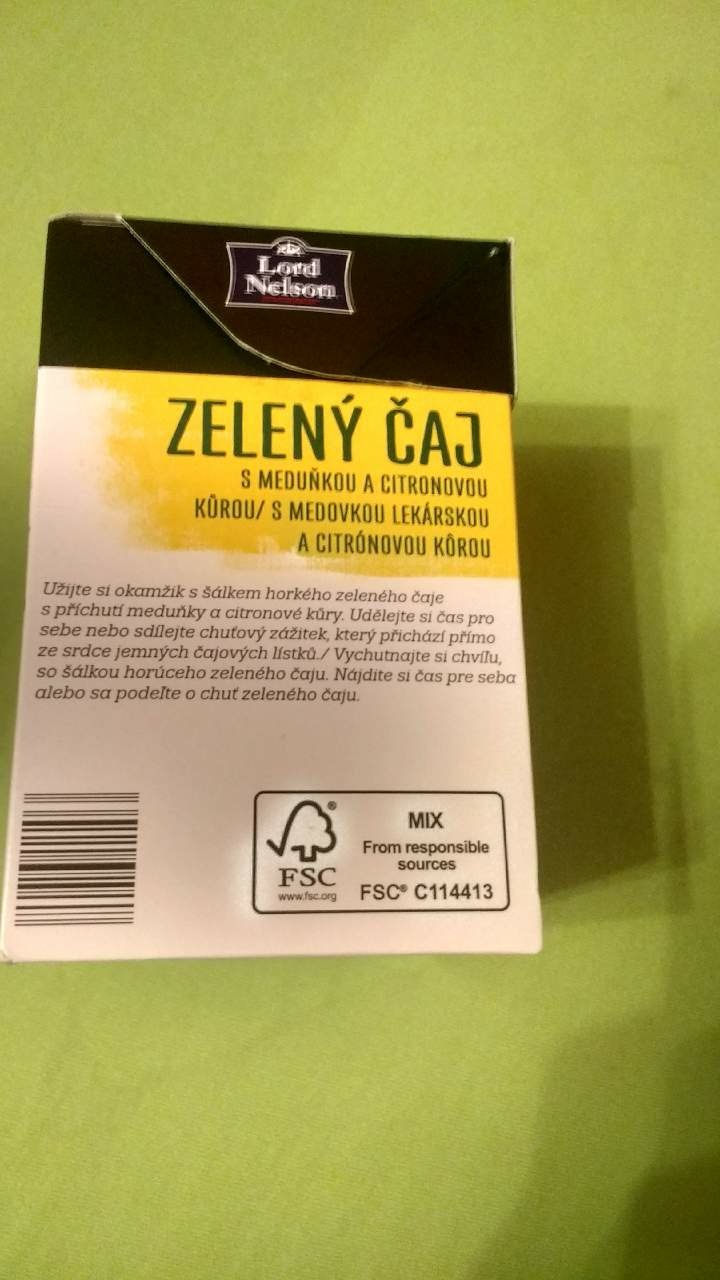 Lord
Nelson
ZELENÝ ČAJ
S MEDUŇKOU A CITRONOVOU
KŮROU/ S MEDOVKOU LEKÁRSKOU
A CITRÓNOVOU KÔROU
Užijte si okamžik s šálkem horkého zeleného čaje
s příchutí meduňky a citronové kůry. Udělejte si čas pro
sebe nebo sdílejte chuťový zážitek, který přichází přímo
ze srdce jemných čajových lístků./ Vychutnajte si chvíľu,
so šálkou horúceho zeleného čaju. Nájdite si čas pre seba
alebo sa podeľte o chuť zeleného čaju.
FSC
www.fsc.org
MIX
From responsible
sources
FSC® C114413